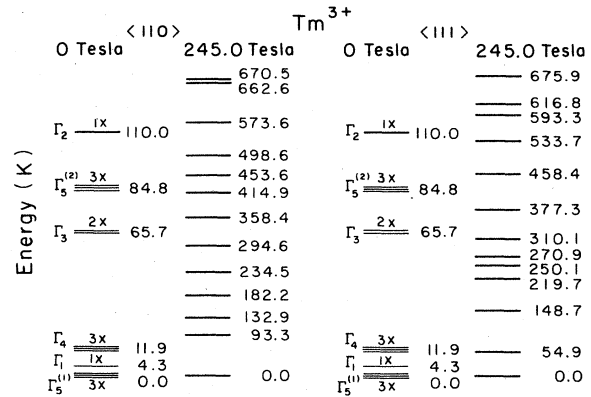 Tm³⁺
<110> <111>
0 Tesla 245.0 Tesla 0 Tesla 245.0 Tesla
Energy (K)
Γ₂ 1x 110.0
Γ₅⁽²⁾ 3x 84.8
Γ₃ 2x 65.7
Γ₄ 3x 11.9
Γ₁ 1x 4.3
Γ₅⁽¹⁾ 3x 0.0
670.5
662.6
573.6
498.6
453.6
414.9
358.4
294.6
234.5
182.2
132.9
93.3
0.0
Γ₂ 1x 110.0
Γ₅⁽²⁾ 3x 84.8
Γ₃ 2x 65.7
Γ₄ 3x 11.9
Γ₁ 1x 4.3
Γ₅⁽¹⁾ 3x 0.0
675.9
616.8
593.3
533.7
458.4
377.3
310.1
270.9
250.1
219.7
148.7
54.9
0.0